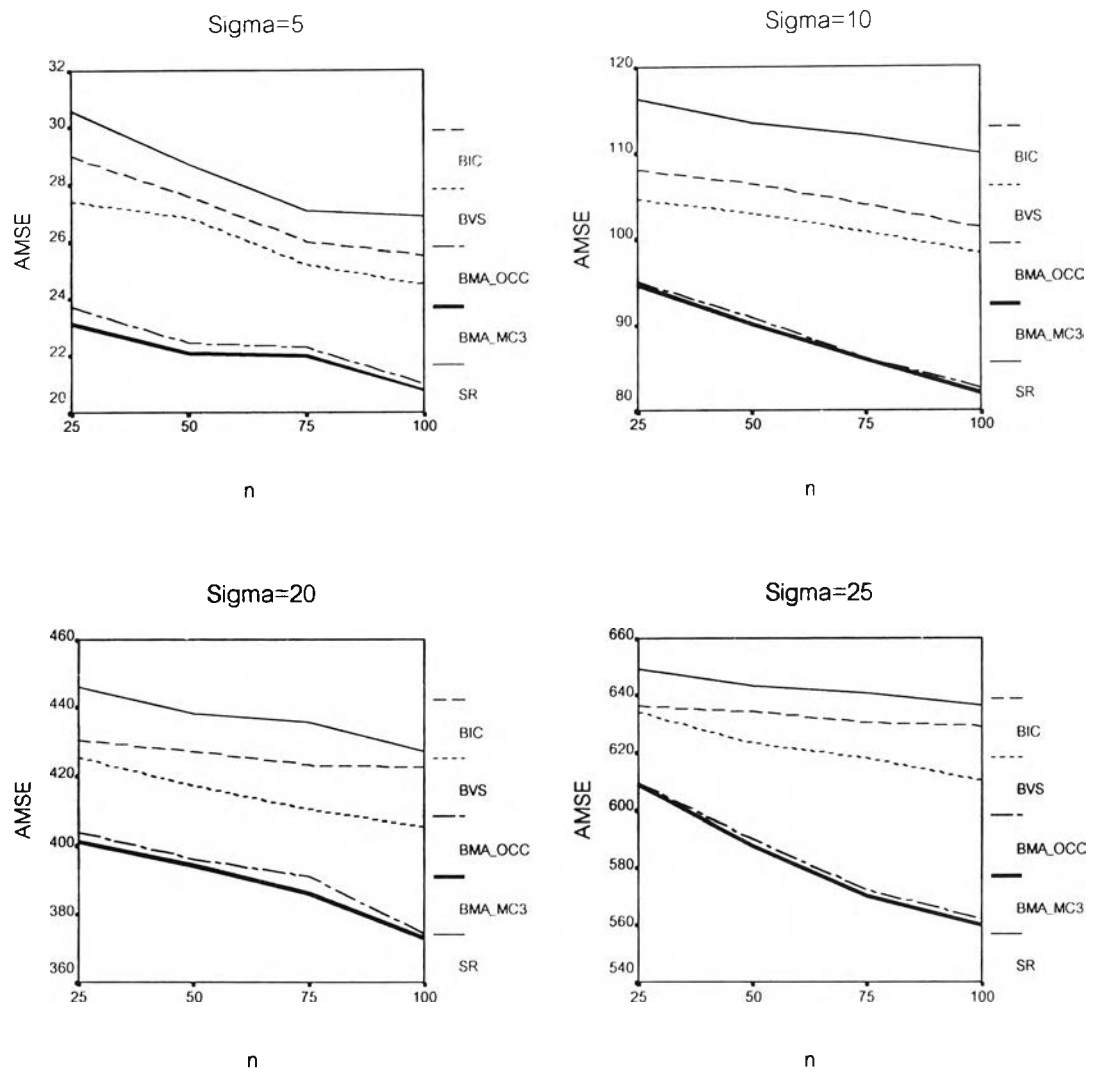 Sigma=5
32
30
28
26
24
22
20
AMSE
25
50
75
100
n
BIC
BVS
BMA_OCC
BMA_MC3
SR
Sigma=10
120
110
100
90
80
AMSE
25
50
75
100
n
BIC
BVS
BMA_OCC
BMA_MC3
SR
Sigma=20
460
440
420
400
380
360
AMSE
25
50
75
100
n
BIC
BVS
BMA_OCC
BMA_MC3
SR
Sigma=25
660
640
620
600
580
560
540
AMSE
25
50
75
100
n
BIC
BVS
BMA_OCC
BMA_MC3
SR